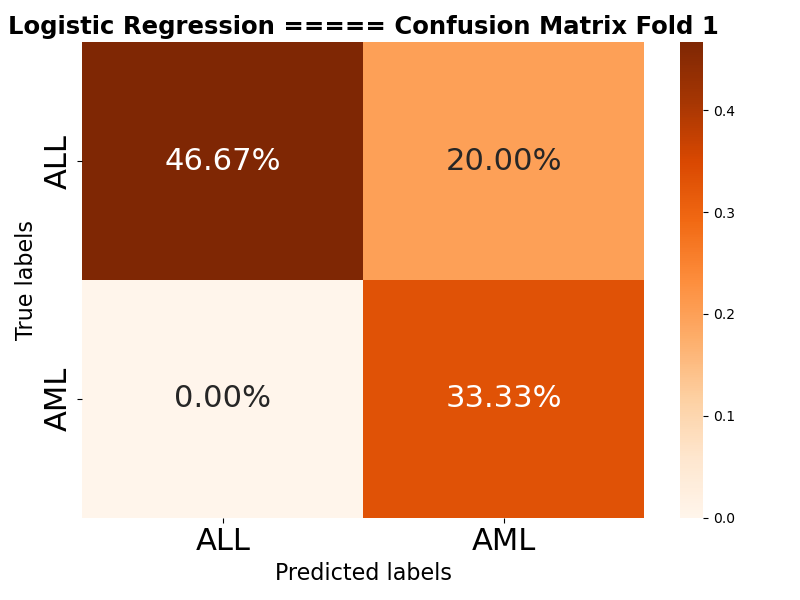 Logistic Regression ===== Confusion Matrix Fold 1
True labels
ALL
46.67%
20.00%
AML
0.00%
33.33%
ALL
AML
Predicted labels
0.4
0.3
0.2
0.1
0.0